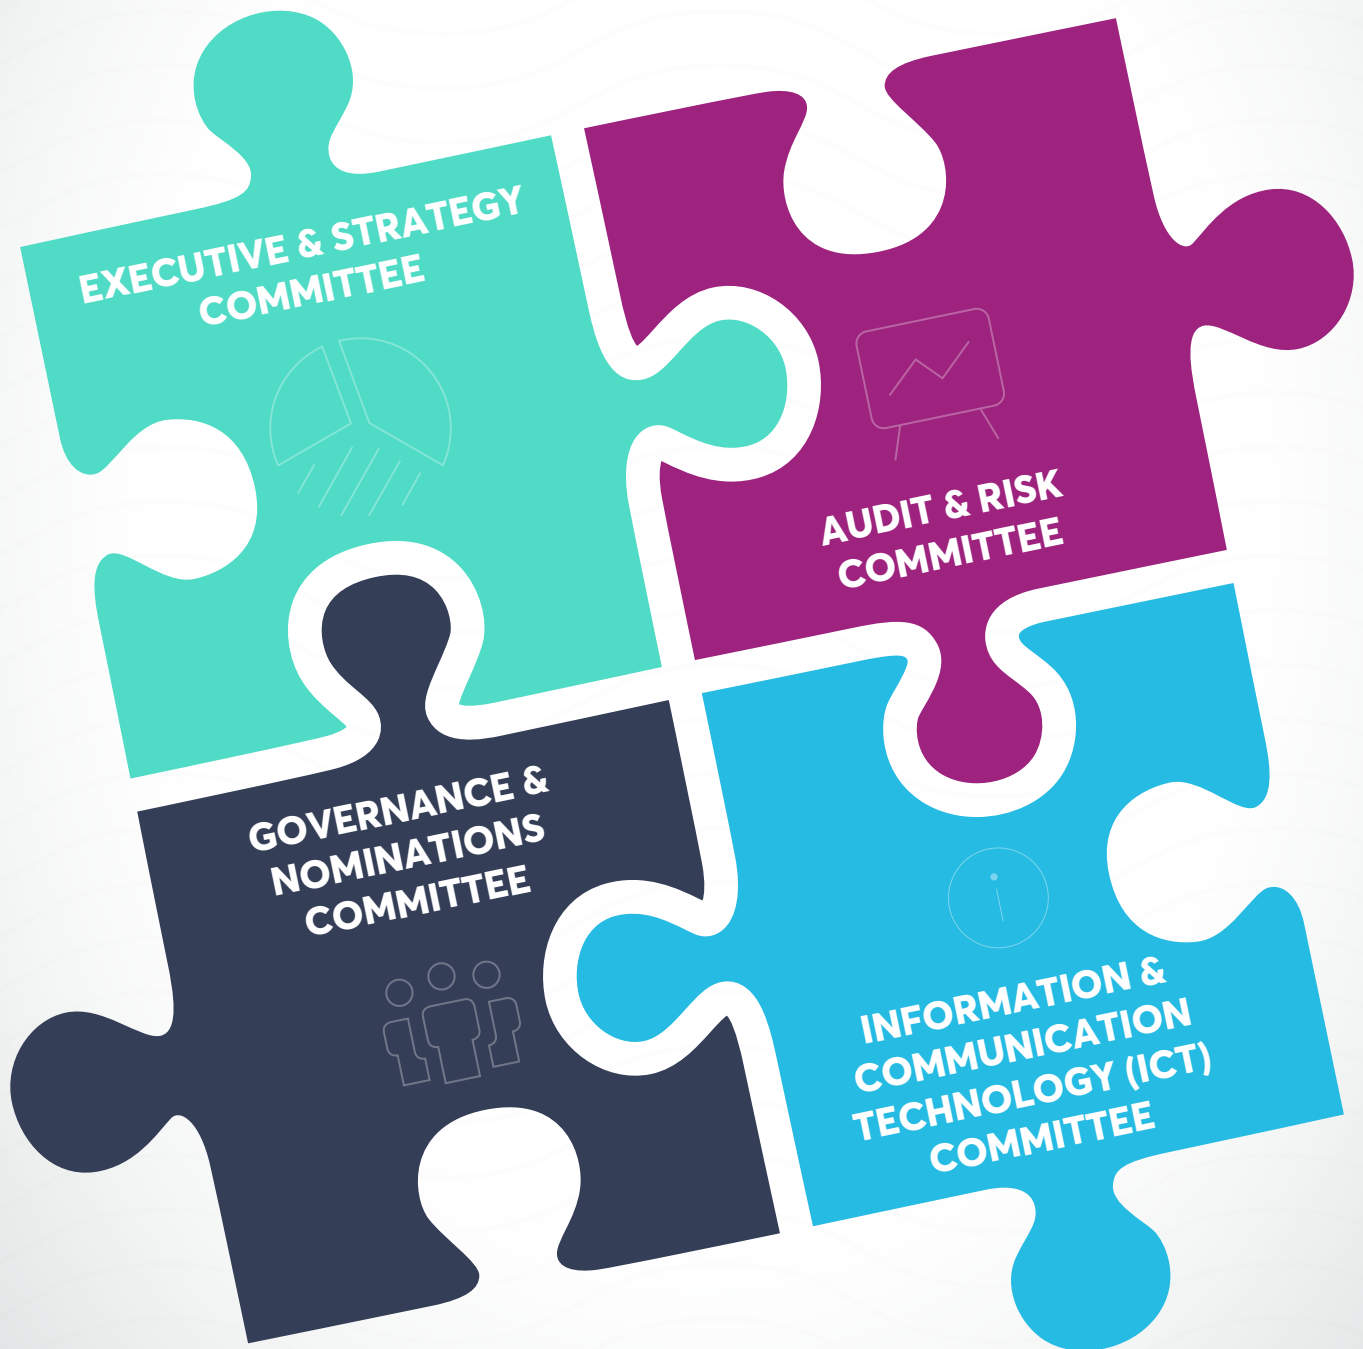 EXECUTIVE & STRATEGY
COMMITTEE
AUDIT & RISK
COMMITTEE
GOVERNANCE &
NOMINATIONS
COMMITTEE
INFORMATION &
COMMUNICATION
TECHNOLOGY (ICT)
COMMITTEE